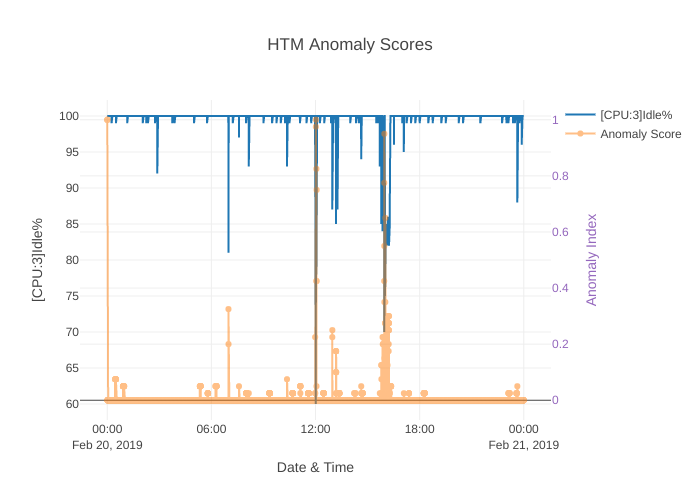 HTM Anomaly Scores
[CPU:3]Idle%
Anomaly Score
100
95
90
85
80
75
70
65
60
1
0.8
0.6
0.4
0.2
0
[CPU:3]Idle%
Anomaly Index
00:00
Feb 20, 2019
06:00
12:00
18:00
00:00
Feb 21, 2019
Date & Time